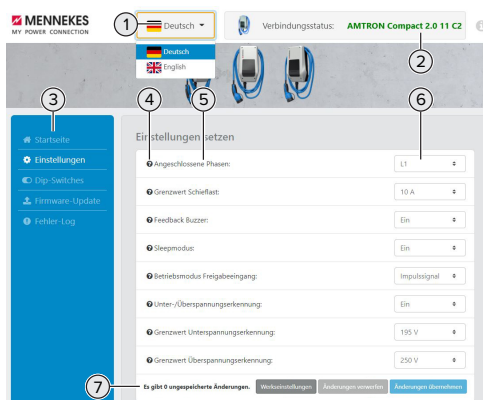 MENNEKES
MY POWER CONNECTION
1
Deutsch
Verbindungsstatus: AMTRON Compact 2.0 11 C2
2
Deutsch
English
3
4
5
6
Startseite
Einstellungen
Dip-Switches
Firmware-Update
Fehler-Log
Einstellungen setzen
Angeschlossene Phasen: L1
Grenzwert Schieflast: 10 A
Feedback Buzzer: Ein
Sleepmodus: Ein
Betriebsmodus Freigabeeingang: Impulssignal
Unter-/Überspannungserkennung: Ein
Grenzwert Unterspannungserkennung: 195 V
Grenzwert Überspannungserkennung: 250 V
7
Es gibt 0 ungespeicherte Änderungen. Werkseinstellungen Änderungen verwerfen Änderungen übernehmen